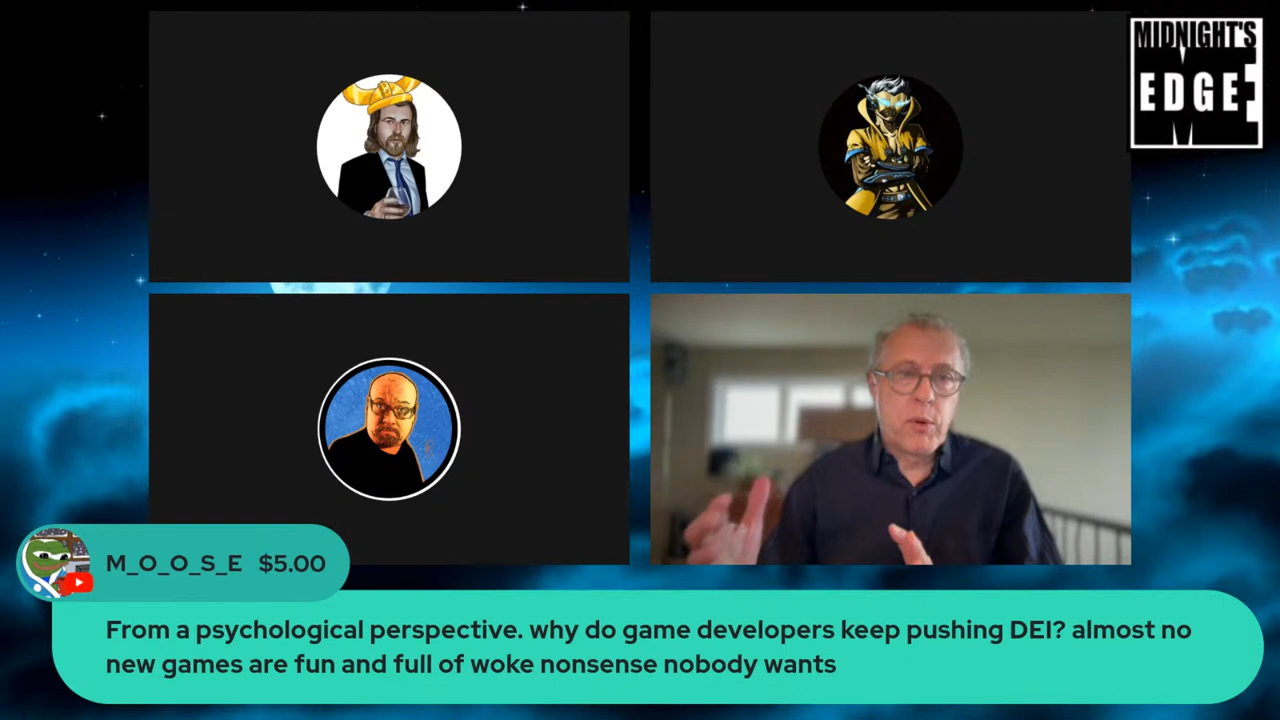 MIDNIGHT'S
EDGE
M_O_O_S_E $5.00
From a psychological perspective. why do game developers keep pushing DEI? almost no
new games are fun and full of woke nonsense nobody wants